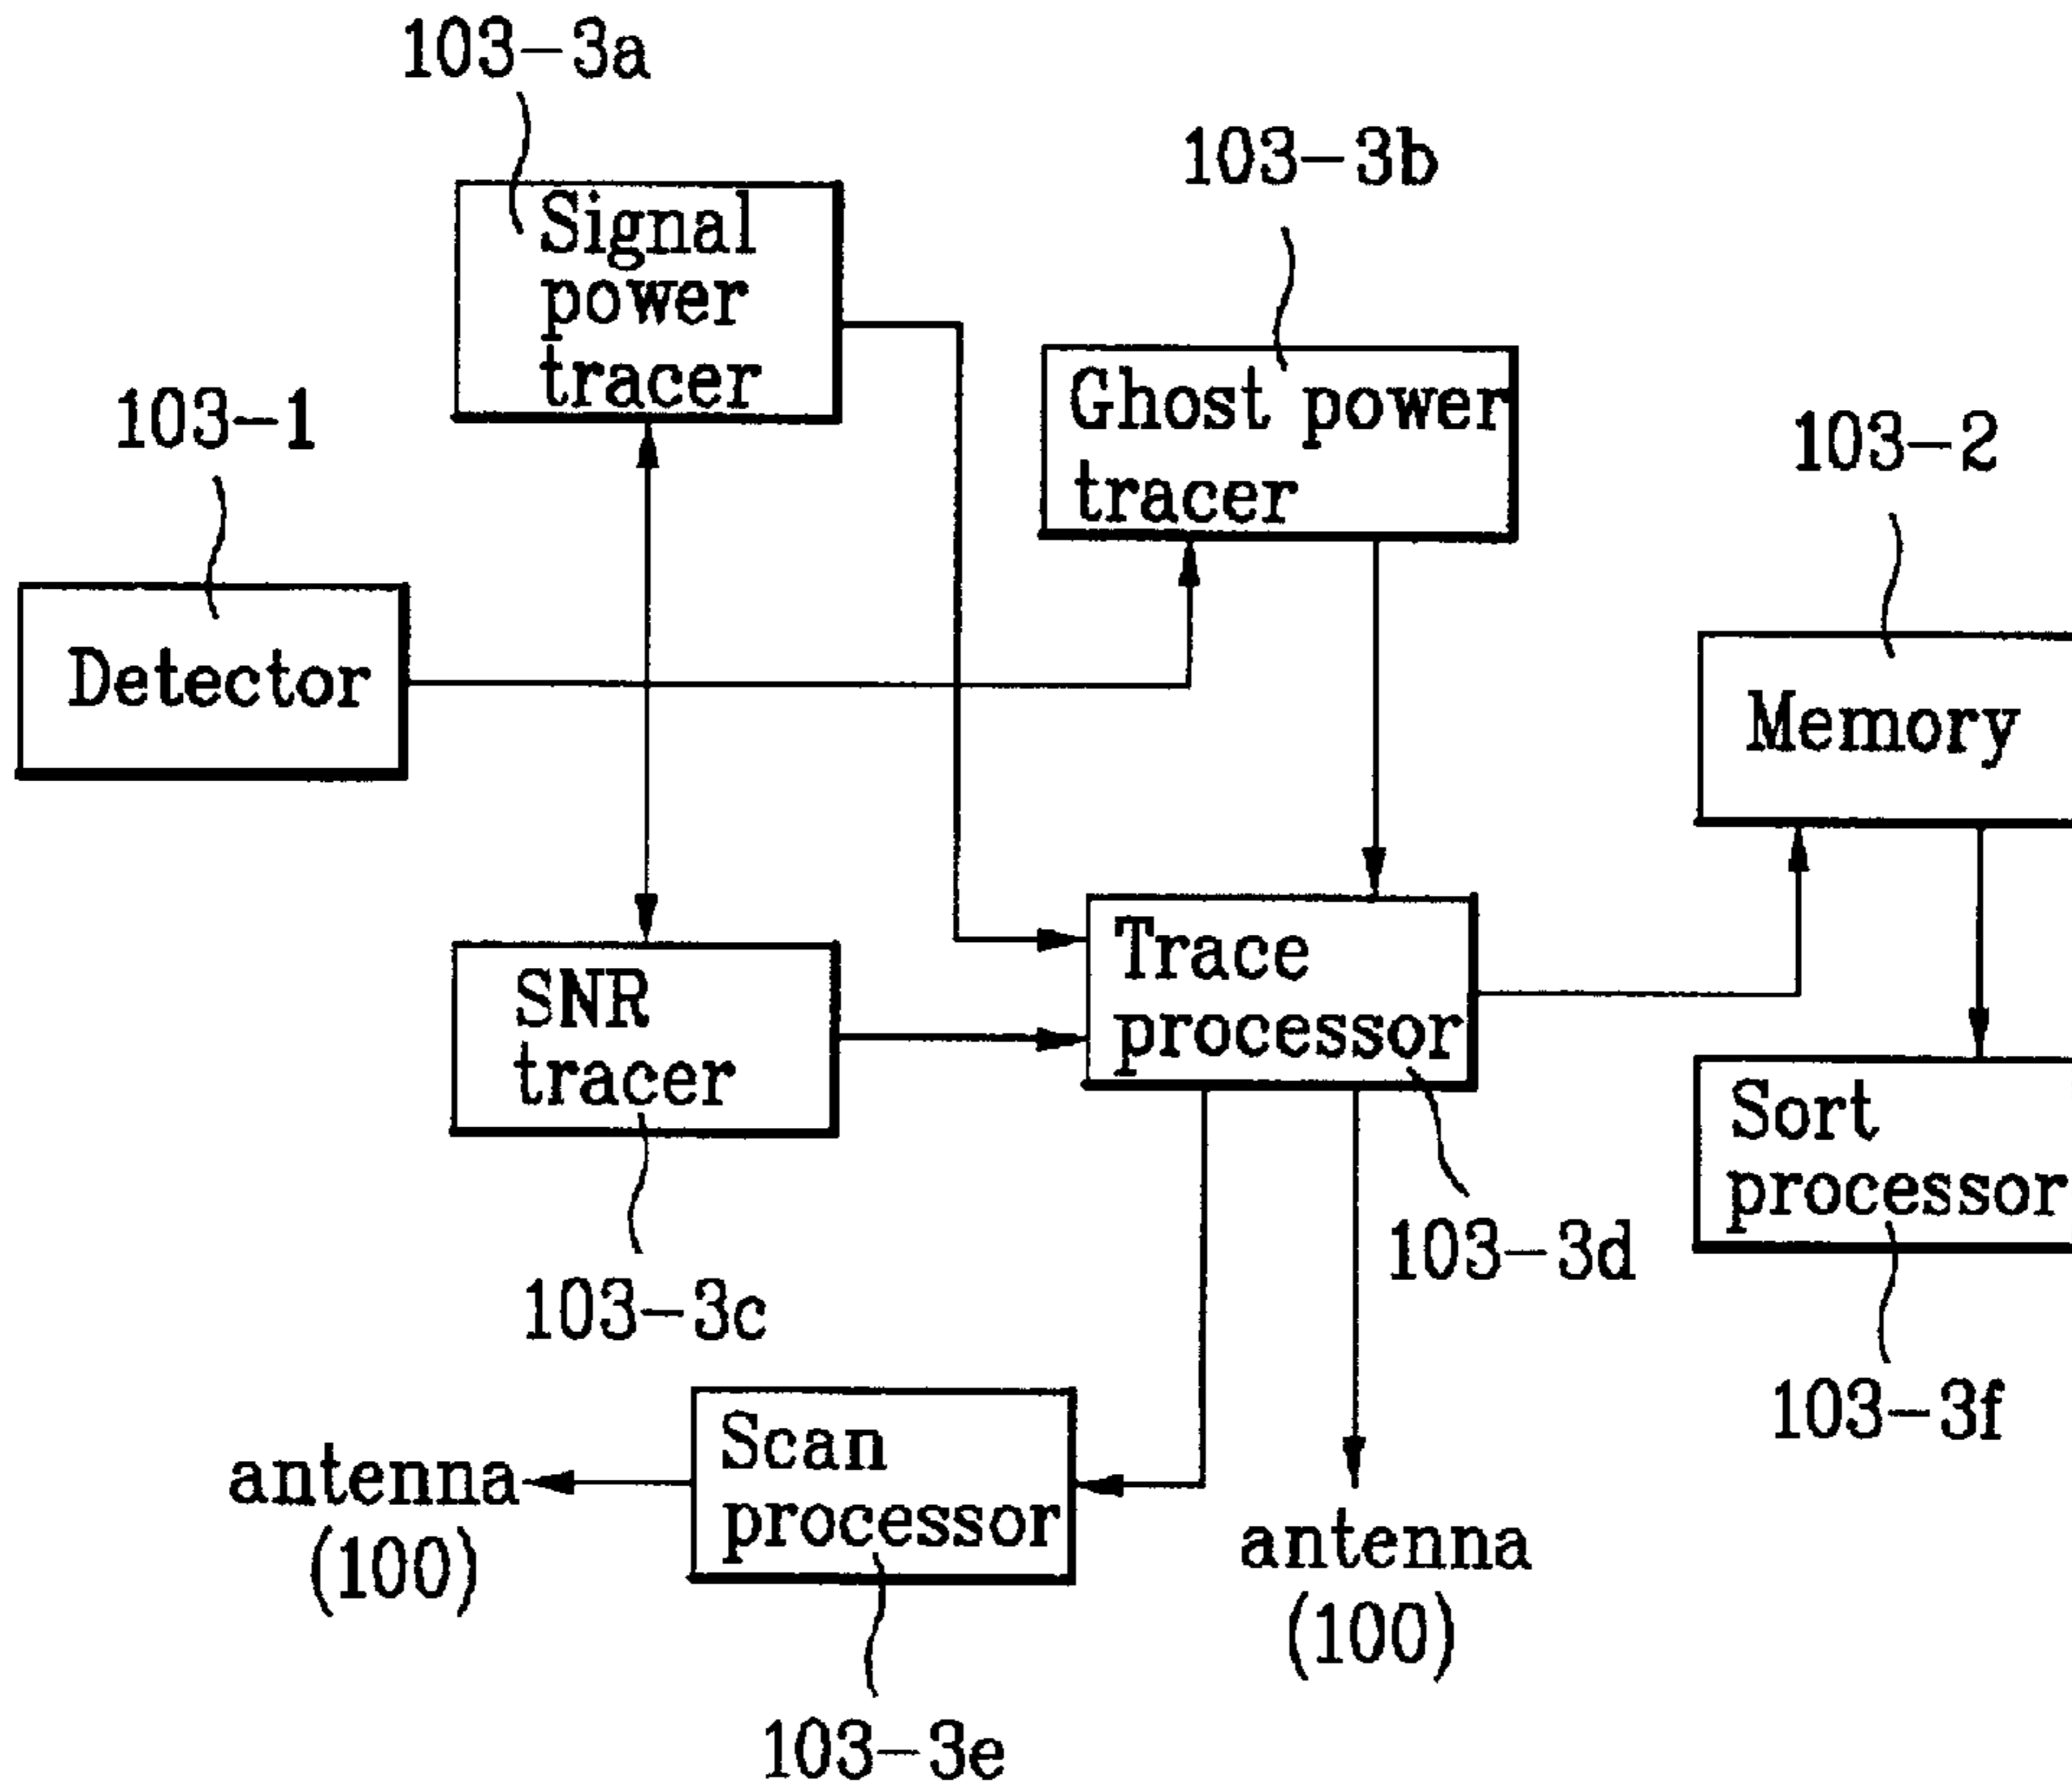 103-3a
Signal
power
tracer
103-3b
Ghost power
tracer
103-1
Detector
103-2
Memory
SNR
tracer
103-3c
Trace
processor
103-3d
Sort
processor
103-3f
Scan
processor
103-3e
antenna
(100)
antenna
(100)